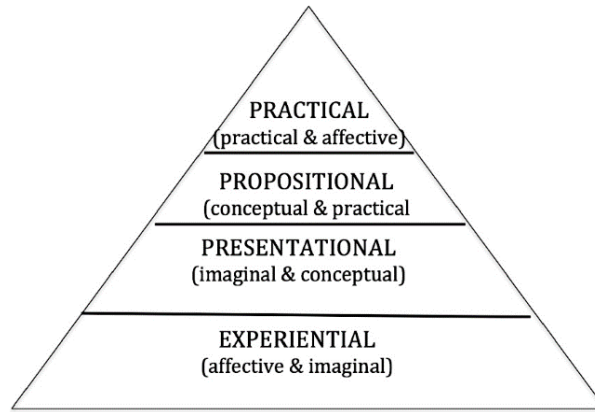 PRACTICAL
(practical & affective)
PROPOSITIONAL
(conceptual & practical
PRESENTATIONAL
(imaginal & conceptual)
EXPERIENTIAL
(affective & imaginal)